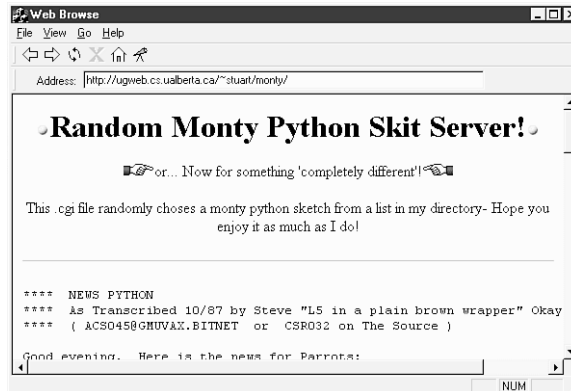 Web Browse
File View Go Help
Address: http://ugweb.cs.ualberta.ca/~stuart/monty/
Random Monty Python Skit Server!
or... Now for something 'completely different'!
This .cgi file randomly choses a monty python sketch from a list in my directory- Hope you
enjoy it as much as I do!
**** NEWS PYTHON
**** As Transcribed 10/87 by Steve "L5 in a plain brown wrapper" Okay
**** ( ACS045@GMUVAX.BITNET or CSR032 on The Source )
Good evening. Here is the news for Parrots:
NUM